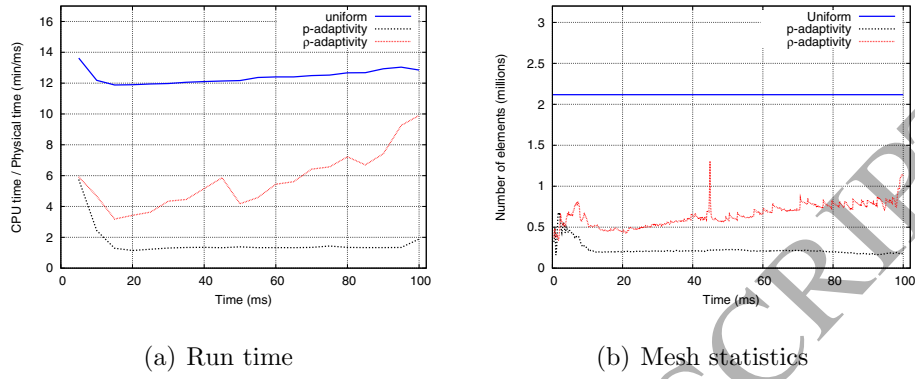 uniform
p-adaptivity
ρ-adaptivity
16
14
12
10
8
6
4
2
0
CPU time / Physical time (min/ms)
0 20 40 60 80 100
Time (ms)
(a) Run time
Uniform
p-adaptivity
ρ-adaptivity
3
2.5
2
1.5
1
0.5
0
Number of elements (millions)
0 20 40 60 80 100
Time (ms)
(b) Mesh statistics
SCRIPT